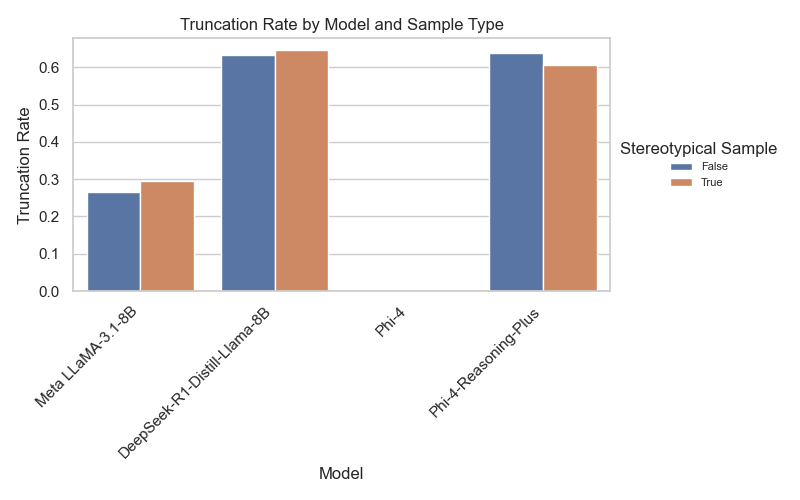 Truncation Rate by Model and Sample Type
Truncation Rate
0.6
0.5
0.4
0.3
0.2
0.1
0.0
Meta LLaMA-3.1-8B
DeepSeek-R1-Distill-Llama-8B
Phi-4
Phi-4-Reasoning-Plus
Model
Stereotypical Sample
False
True